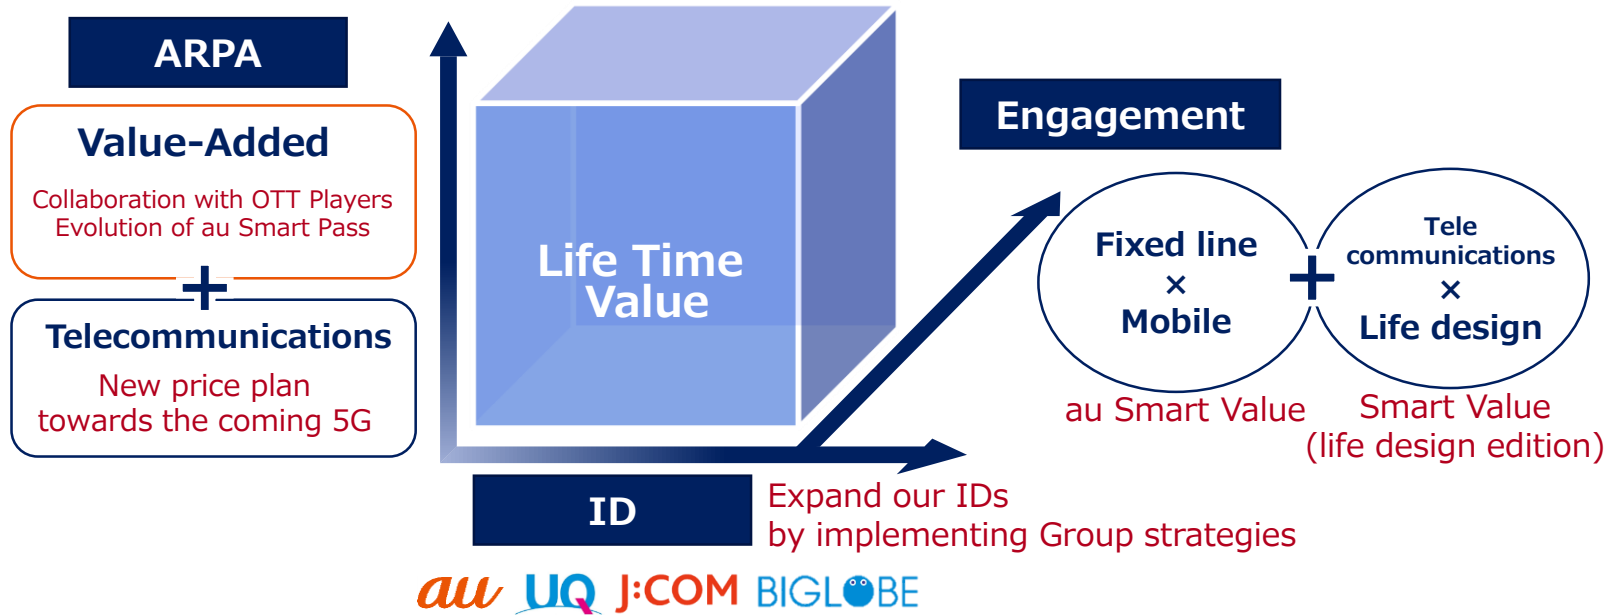 ARPA
Value-Added
Collaboration with OTT Players
Evolution of au Smart Pass
+
Telecommunications
New price plan
towards the coming 5G
Life Time
Value
Engagement
Fixed line
×
Mobile
+
Tele
communications
×
Life design
au Smart Value
Smart Value
(life design edition)
ID
Expand our IDs
by implementing Group strategies
au UQ J:COM BIGLOBE